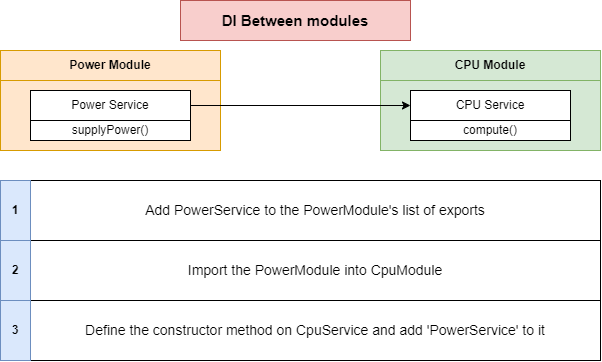 DI Between modules
Power Module
CPU Module
Power Service
CPU Service
supplyPower()
compute()
1
Add PowerService to the PowerModule's list of exports
2
Import the PowerModule into CpuModule
3
Define the constructor method on CpuService and add 'PowerService' to it